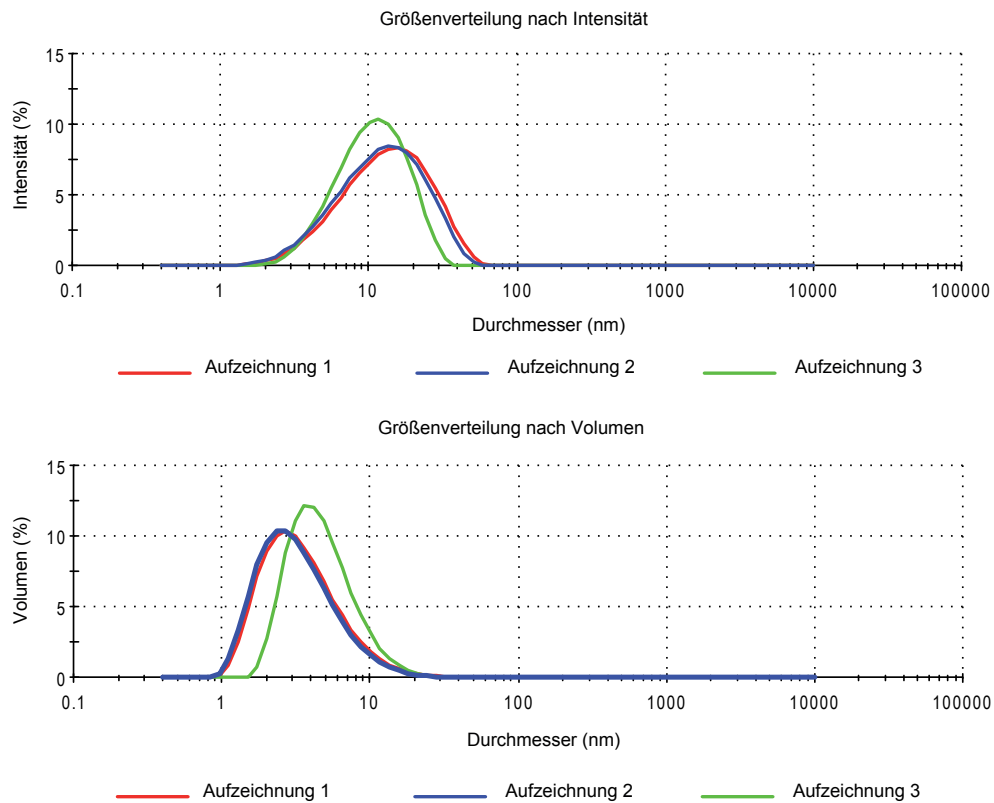 Größenverteilung nach Intensität
15
10
5
0
Intensität (%)
0.1 1 10 100 1000 10000 100000
Durchmesser (nm)
Aufzeichnung 1 Aufzeichnung 2 Aufzeichnung 3
Größenverteilung nach Volumen
15
10
5
0
Volumen (%)
0.1 1 10 100 1000 10000 100000
Durchmesser (nm)
Aufzeichnung 1 Aufzeichnung 2 Aufzeichnung 3